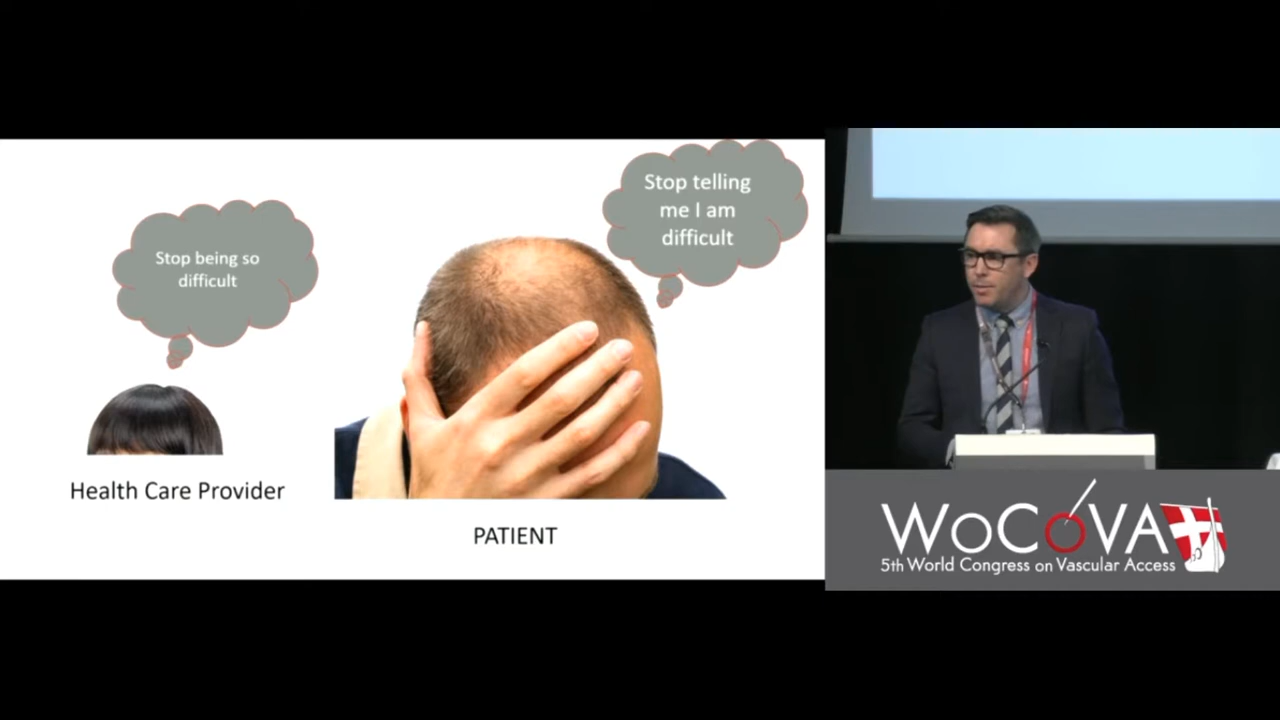 Stop being so
difficult
Stop telling
me I am
difficult
Health Care Provider
PATIENT
WoCoVA
5th World Congress on Vascular Access